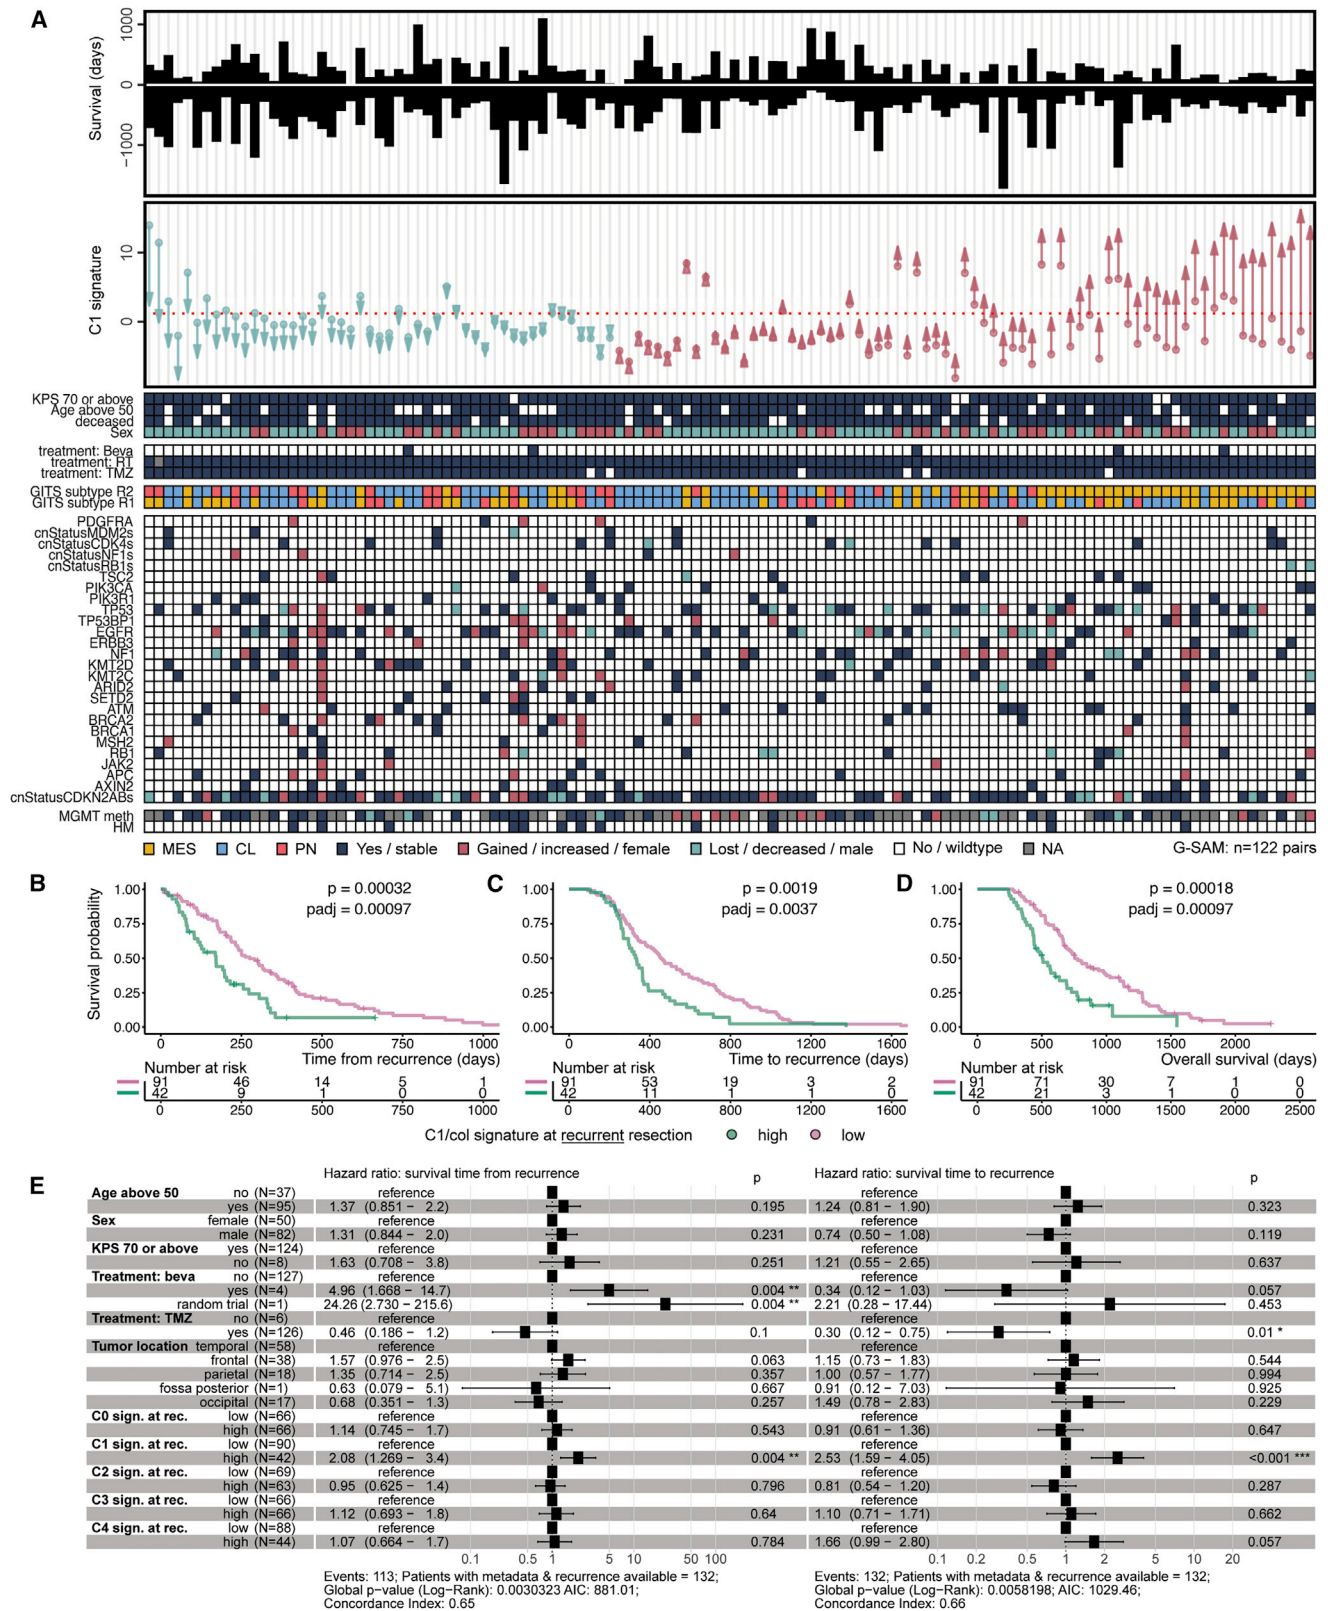 A
Survival (days)
1000
0
−1000
C1 signature
10
0
KPS 70 or above
Age above 50
deceased
Sex
treatment: Beva
treatment: RT
treatment: TMZ
GITS subtype R2
GITS subtype R1
PDGFRA
cnStatusMDM2s
cnStatusCDK4s
cnStatusNF1s
cnStatusRB1s
TSC2
PIK3CA
PIK3R1
TP53
TP53BP1
EGFR
ERBB3
NF1
KMT2D
KMT2C
ARID2
SETD2
ATM
BRCA2
BRCA1
MSH2
RB1
JAK2
APC
AXIN2
cnStatusCDKN2ABs
MGMT meth
HM
MES CL PN Yes / stable Gained / increased / female Lost / decreased / male No / wildtype NA G-SAM: n=122 pairs
B
Survival probability
1.00
0.75
0.50
0.25
0.00
p = 0.00032
padj = 0.00097
0 250 500 750 1000
Time from recurrence (days)
Number at risk
91 46 14 5 1
42 9 1 0 0
0 250 500 750 1000
C
1.00
0.75
0.50
0.25
0.00
p = 0.0019
padj = 0.0037
0 400 800 1200 1600
Time to recurrence (days)
Number at risk
91 53 19 3 2
42 11 1 1 0
0 400 800 1200 1600
D
1.00
0.75
0.50
0.25
0.00
p = 0.00018
padj = 0.00097
0 500 1000 1500 2000 2500
Overall survival (days)
Number at risk
91 71 30 7 1 0
42 21 3 1 0 0
0 500 1000 1500 2000 2500
C1/col signature at recurrent resection high low
E
Hazard ratio: survival time from recurrence p Hazard ratio: survival time to recurrence p
Age above 50 no (N=37) reference reference
yes (N=95) 1.37 (0.851 − 2.2) 0.195 1.24 (0.81 − 1.90) 0.323
Sex female (N=50) reference reference
male (N=82) 1.31 (0.844 − 2.0) 0.231 0.74 (0.50 − 1.08) 0.119
KPS 70 or above yes (N=124) reference reference
no (N=8) 1.63 (0.708 − 3.8) 0.251 1.21 (0.55 − 2.65) 0.637
Treatment: beva no (N=127) reference reference
yes (N=4) 4.96 (1.668 − 14.7) 0.004 ** 0.34 (0.12 − 1.03) 0.057
random trial (N=1) 24.26 (2.730 − 215.6) 0.004 ** 2.21 (0.28 − 17.44) 0.453
Treatment: TMZ no (N=6) reference reference
yes (N=126) 0.46 (0.186 − 1.2) 0.1 0.30 (0.12 − 0.75) 0.01 *
Tumor location temporal (N=58) reference reference
frontal (N=38) 1.57 (0.976 − 2.5) 0.063 1.15 (0.73 − 1.83) 0.544
parietal (N=18) 1.35 (0.714 − 2.5) 0.357 1.00 (0.57 − 1.77) 0.994
fossa posterior (N=1) 0.63 (0.079 − 5.1) 0.667 0.91 (0.12 − 7.03) 0.925
occipital (N=17) 0.68 (0.351 − 1.3) 0.257 1.49 (0.78 − 2.83) 0.229
C0 sign. at rec. low (N=66) reference reference
high (N=66) 1.14 (0.745 − 1.7) 0.543 0.91 (0.61 − 1.36) 0.647
C1 sign. at rec. low (N=90) reference reference
high (N=42) 2.08 (1.269 − 3.4) 0.004 ** 2.53 (1.59 − 4.05) <0.001 ***
C2 sign. at rec. low (N=69) reference reference
high (N=63) 0.95 (0.625 − 1.4) 0.796 0.81 (0.54 − 1.20) 0.287
C3 sign. at rec. low (N=66) reference reference
high (N=66) 1.12 (0.693 − 1.8) 0.64 1.10 (0.71 − 1.71) 0.662
C4 sign. at rec. low (N=88) reference reference
high (N=44) 1.07 (0.664 − 1.7) 0.784 1.66 (0.99 − 2.80) 0.057
0.1 0.5 1 5 10 50 100 0.1 0.2 0.5 1 2 5 10 20
Events: 113; Patients with metadata & recurrence available = 132;
Global p-value (Log-Rank): 0.0030323 AIC: 881.01;
Concordance Index: 0.65
Events: 132; Patients with metadata & recurrence available = 132;
Global p-value (Log-Rank): 0.0058198; AIC: 1029.46;
Concordance Index: 0.66